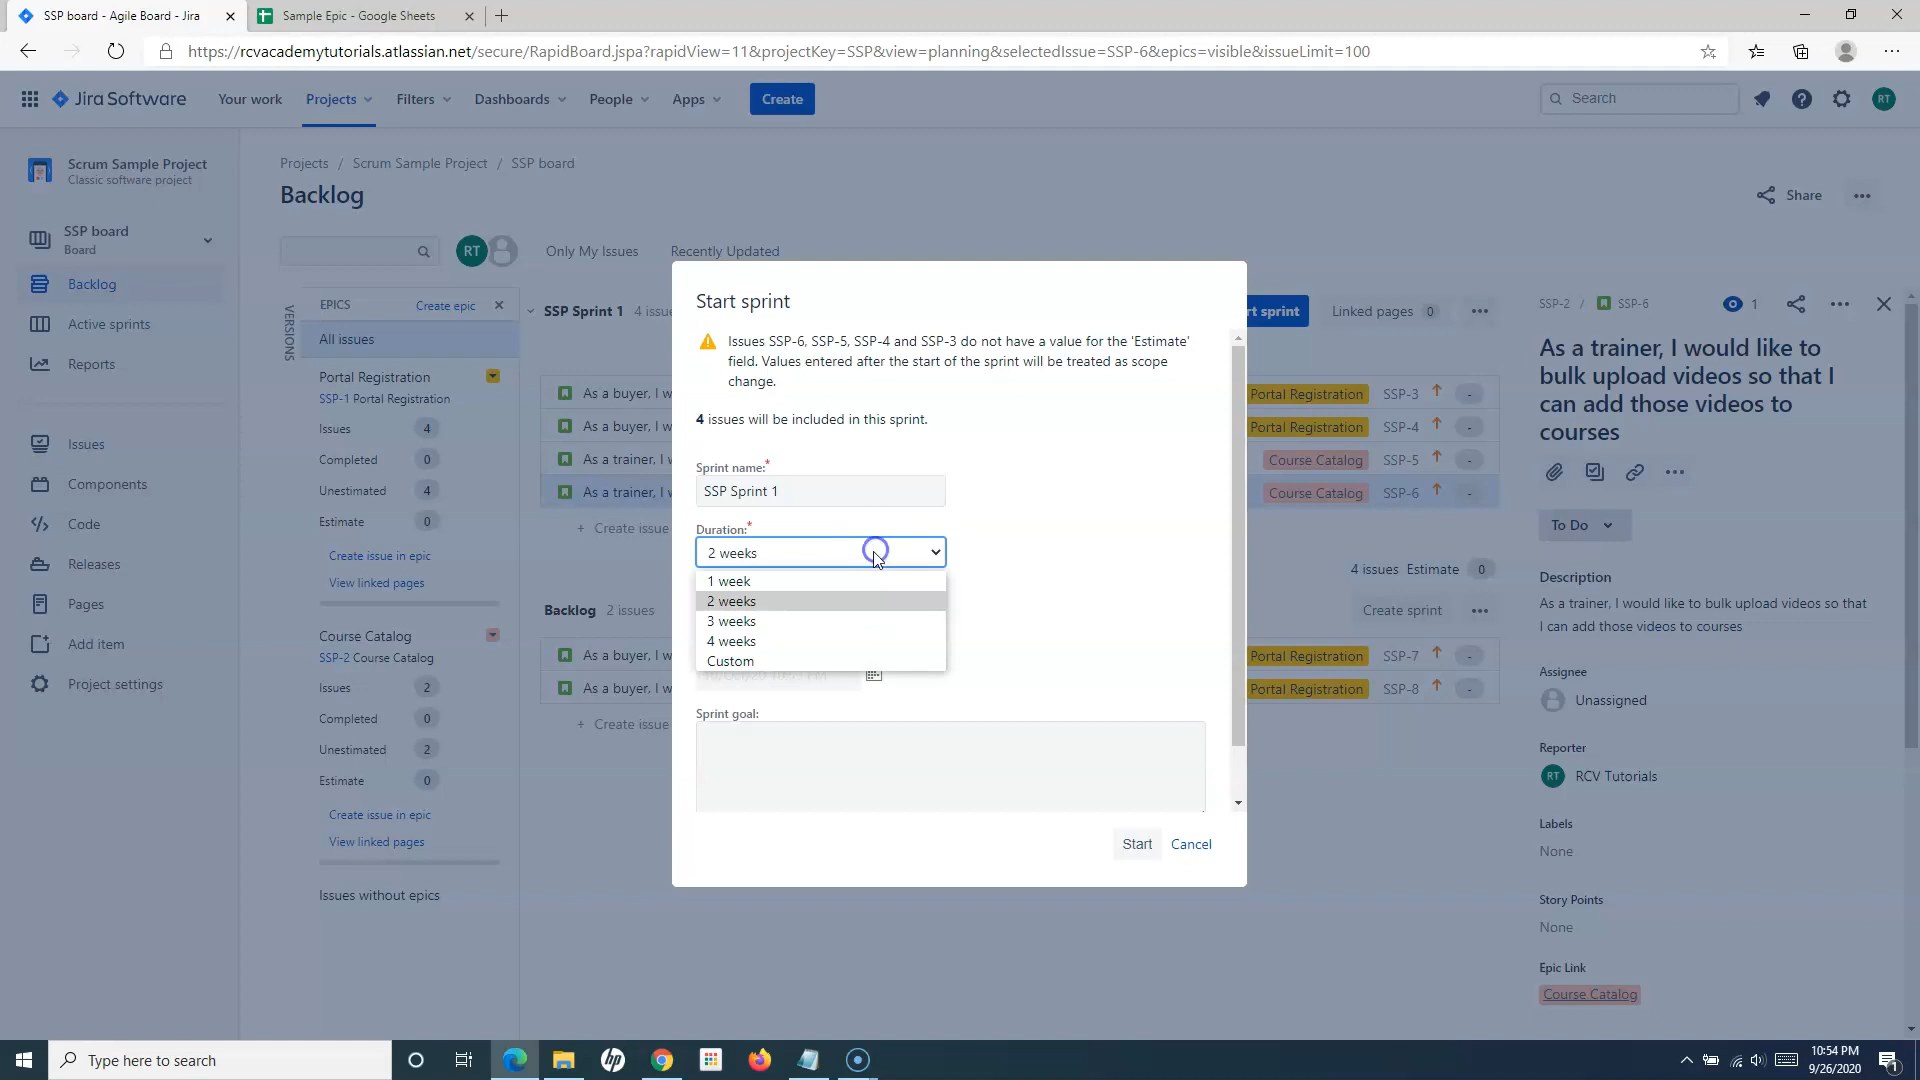 SSP board - Agile Board - Jira
Sample Epic - Google Sheets
https://rcvacademytutorials.atlassian.net/secure/RapidBoard.jspa?rapidView=11&projectKey=SSP&view=planning&selectedIssue=SSP-6&epics=visible&issueLimit=100
Jira Software
Your work
Projects
Filters
Dashboards
People
Apps
Create
Search
RT
Scrum Sample Project
Classic software project
SSP board
Board
Backlog
Active sprints
Reports
Issues
Components
Code
Releases
Pages
Add item
Project settings
Projects / Scrum Sample Project / SSP board
Backlog
Share
RT
Only My Issues
Recently Updated
VERSIONS
EPICS
Create epic
All issues
Portal Registration
SSP-1 Portal Registration
Issues 4
Completed 0
Unestimated 4
Estimate 0
Create issue in epic
View linked pages
Course Catalog
SSP-2 Course Catalog
Issues 2
Completed 0
Unestimated 2
Estimate 0
Create issue in epic
View linked pages
Issues without epics
SSP Sprint 1 4 issue
rt sprint
Linked pages 0
As a buyer, I w
Portal Registration SSP-3 -
As a buyer, I w
Portal Registration SSP-4 -
As a trainer, I w
Course Catalog SSP-5 -
As a trainer, I w
Course Catalog SSP-6 -
+ Create issue
4 issues Estimate 0
Backlog 2 issues
Create sprint
As a buyer, I w
Portal Registration SSP-7 -
As a buyer, I w
Portal Registration SSP-8 -
+ Create issue
Start sprint
Issues SSP-6, SSP-5, SSP-4 and SSP-3 do not have a value for the 'Estimate'
field. Values entered after the start of the sprint will be treated as scope
change.
4 issues will be included in this sprint.
Sprint name:*
SSP Sprint 1
Duration:*
2 weeks
1 week
2 weeks
3 weeks
4 weeks
Custom
Sprint goal:
Start
Cancel
SSP-2 / SSP-6
1
As a trainer, I would like to
bulk upload videos so that I
can add those videos to
courses
To Do
Description
As a trainer, I would like to bulk upload videos so that
I can add those videos to courses
Assignee
Unassigned
Reporter
RT RCV Tutorials
Labels
None
Story Points
None
Epic Link
Course Catalog
Type here to search
hp
10:54 PM
9/26/2020
1